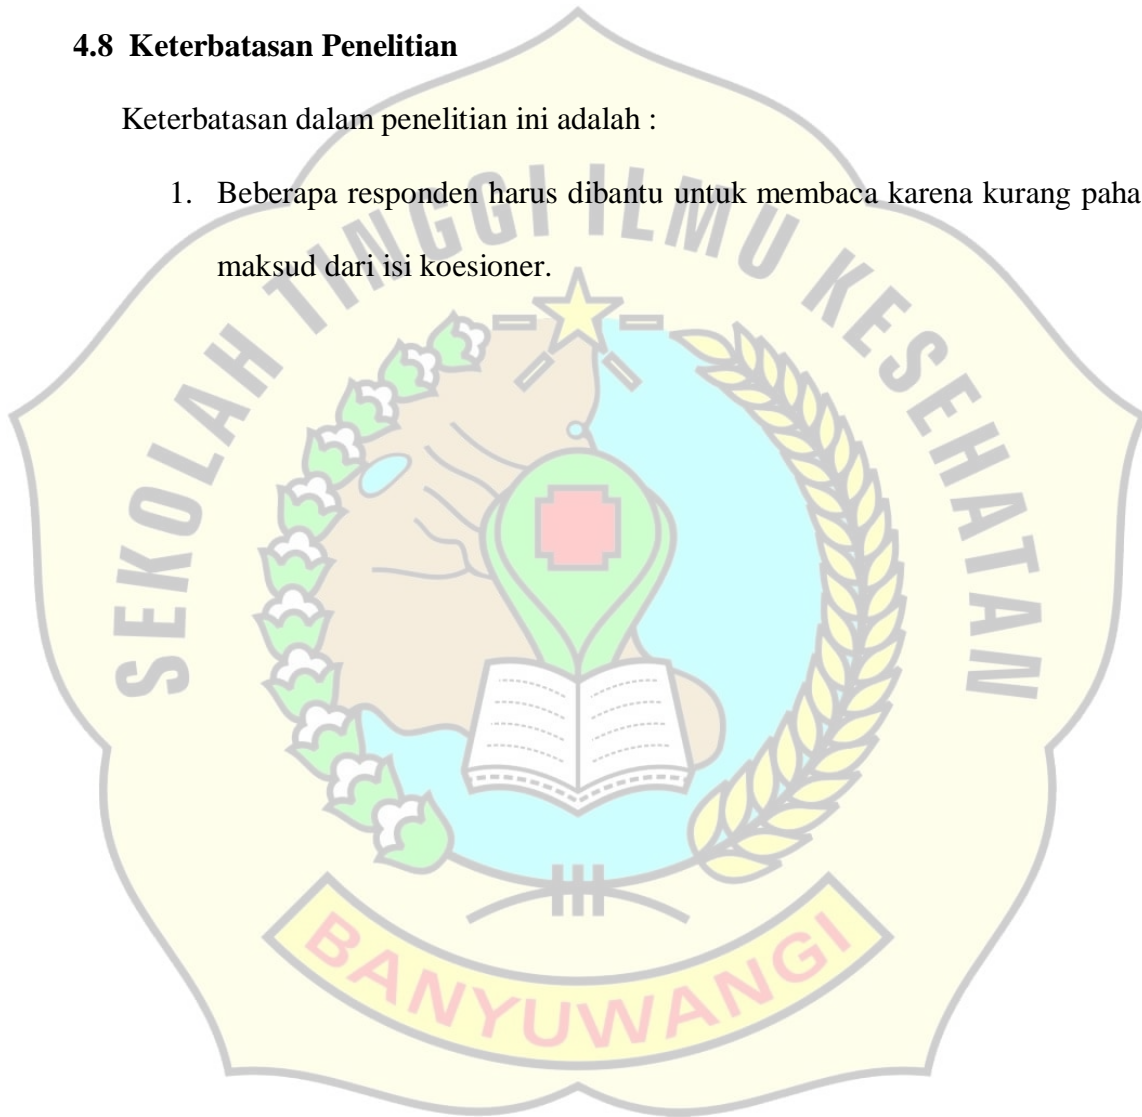 4.8 Keterbatasan Penelitian
Keterbatasan dalam penelitian ini adalah :
1. Beberapa responden harus dibantu untuk membaca karena kurang paha
maksud dari isi koesioner.
SEKOLAH TINGGI ILMU KESEHATAN
BANYUWANGI